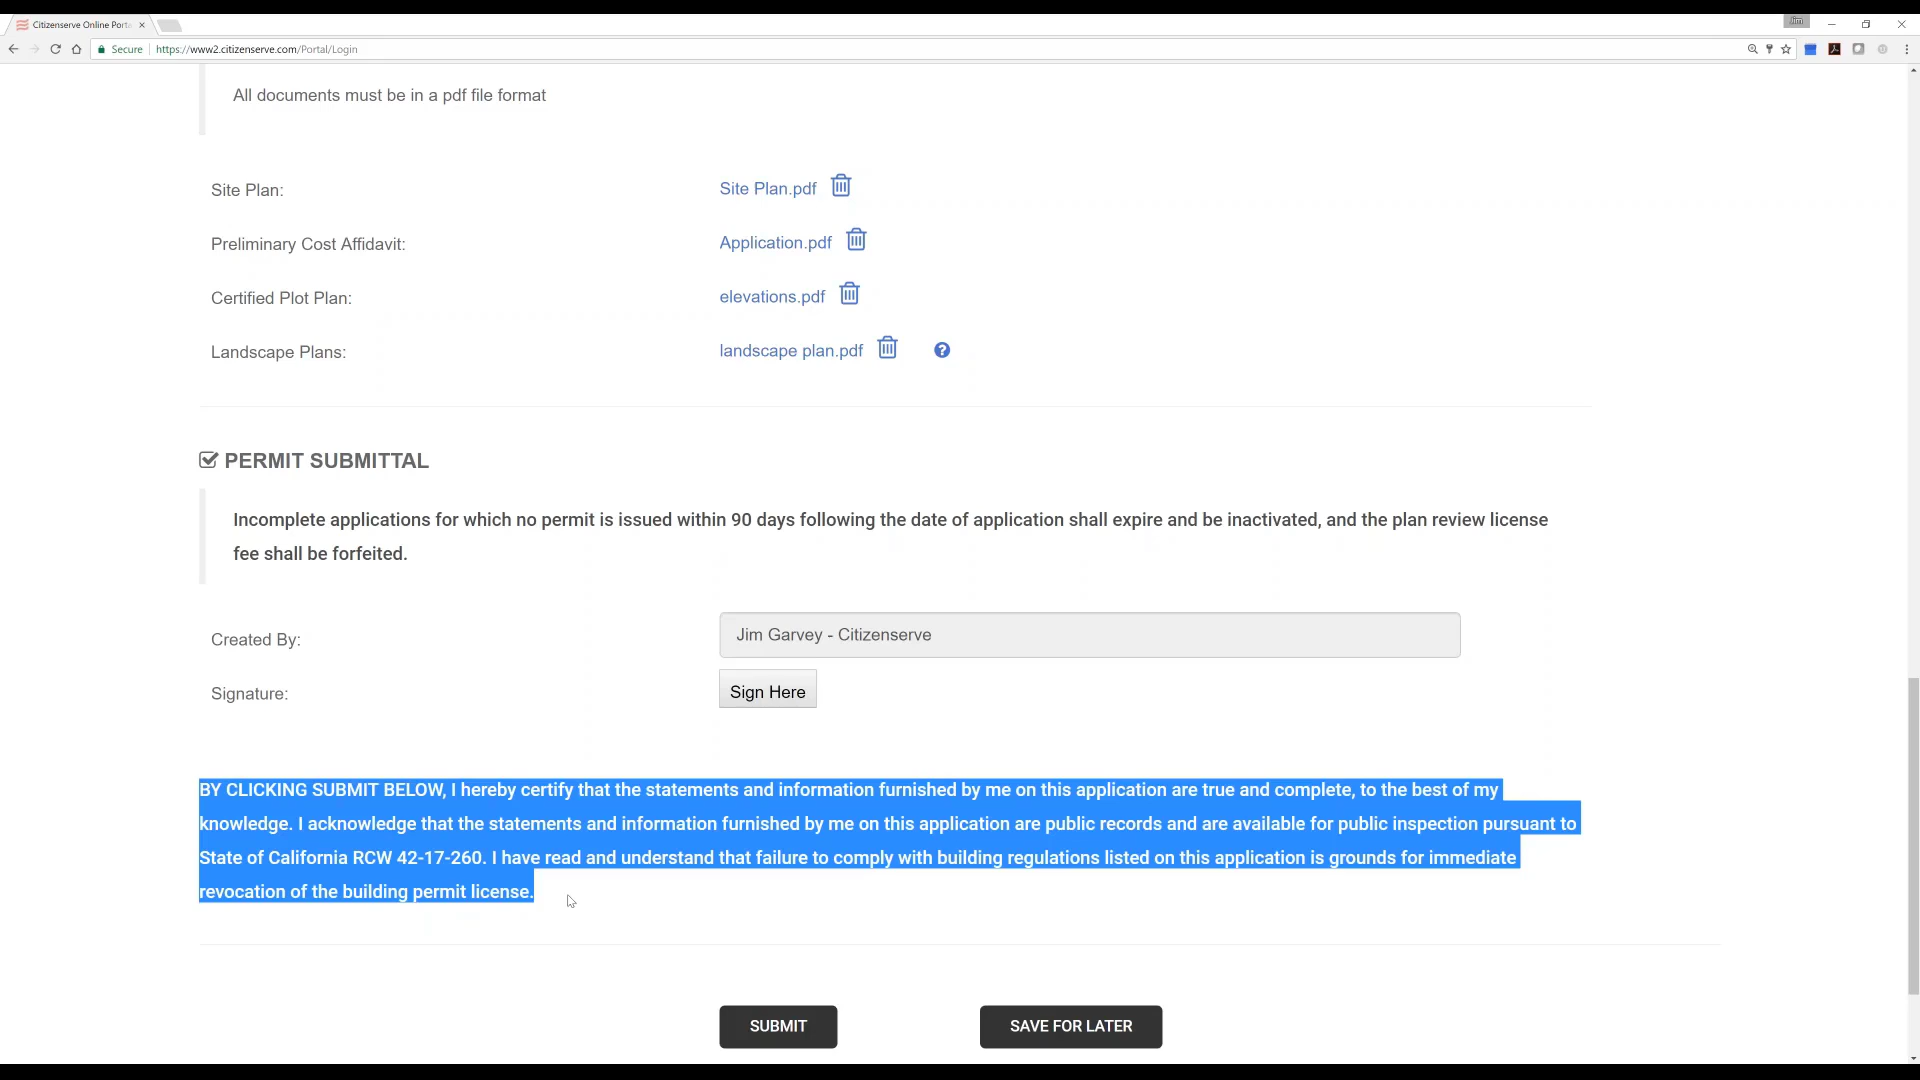 Citizenserve Online Porta
Jim
Secure https://www2.citizenserve.com/Portal/Login
All documents must be in a pdf file format
Site Plan: Site Plan.pdf
Preliminary Cost Affidavit: Application.pdf
Certified Plot Plan: elevations.pdf
Landscape Plans: landscape plan.pdf ?
PERMIT SUBMITTAL
Incomplete applications for which no permit is issued within 90 days following the date of application shall expire and be inactivated, and the plan review license
fee shall be forfeited.
Created By: Jim Garvey - Citizenserve
Signature: Sign Here
BY CLICKING SUBMIT BELOW, I hereby certify that the statements and information furnished by me on this application are true and complete, to the best of my
knowledge. I acknowledge that the statements and information furnished by me on this application are public records and are available for public inspection pursuant to
State of California RCW 42-17-260. I have read and understand that failure to comply with building regulations listed on this application is grounds for immediate
revocation of the building permit license.
SUBMIT SAVE FOR LATER